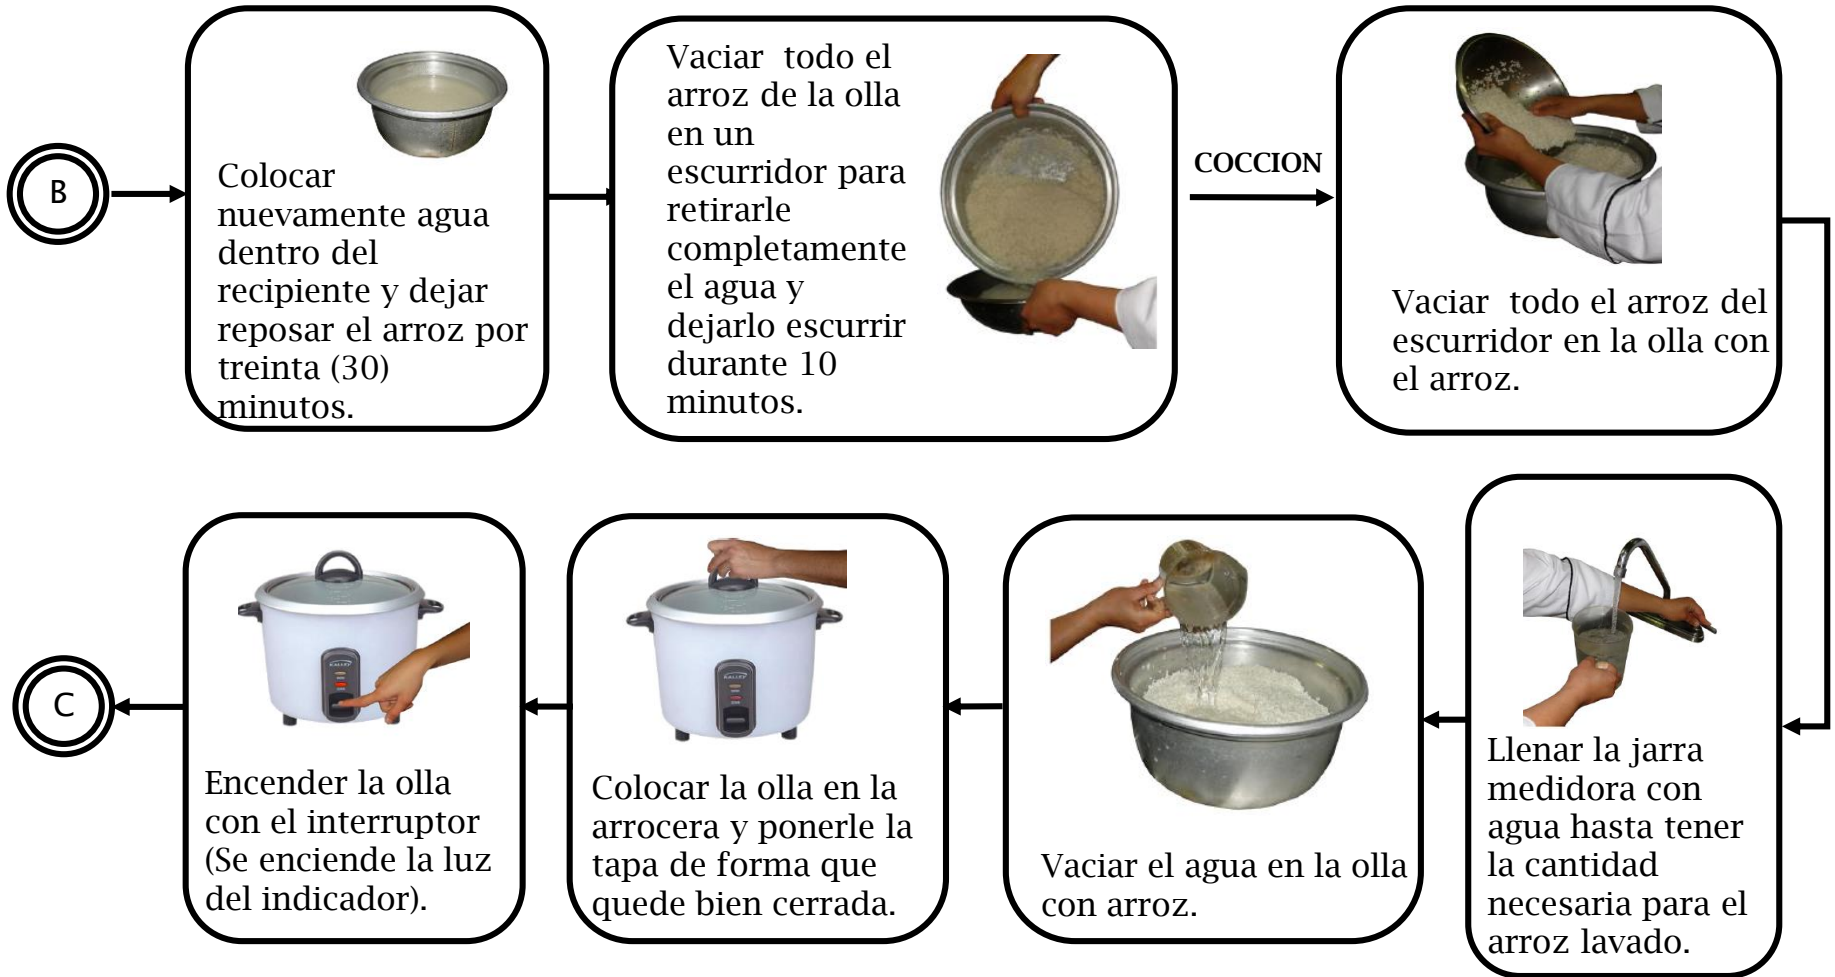 B
Colocar
nuevamente agua
dentro del
recipiente y dejar
reposar el arroz por
treinta (30)
minutos.
Vaciar todo el
arroz de la olla
en un
escurridor para
retirarle
completamente
el agua y
dejarlo escurrir
durante 10
minutos.
COCCION
Vaciar todo el arroz del
escurridor en la olla con
el arroz.
Llenar la jarra
medidora con
agua hasta tener
la cantidad
necesaria para el
arroz lavado.
Vaciar el agua en la olla
con arroz.
KALLEY
Colocar la olla en la
arrocera y ponerle la
tapa de forma que
quede bien cerrada.
KALLEY
Encender la olla
con el interruptor
(Se enciende la luz
del indicador).
C